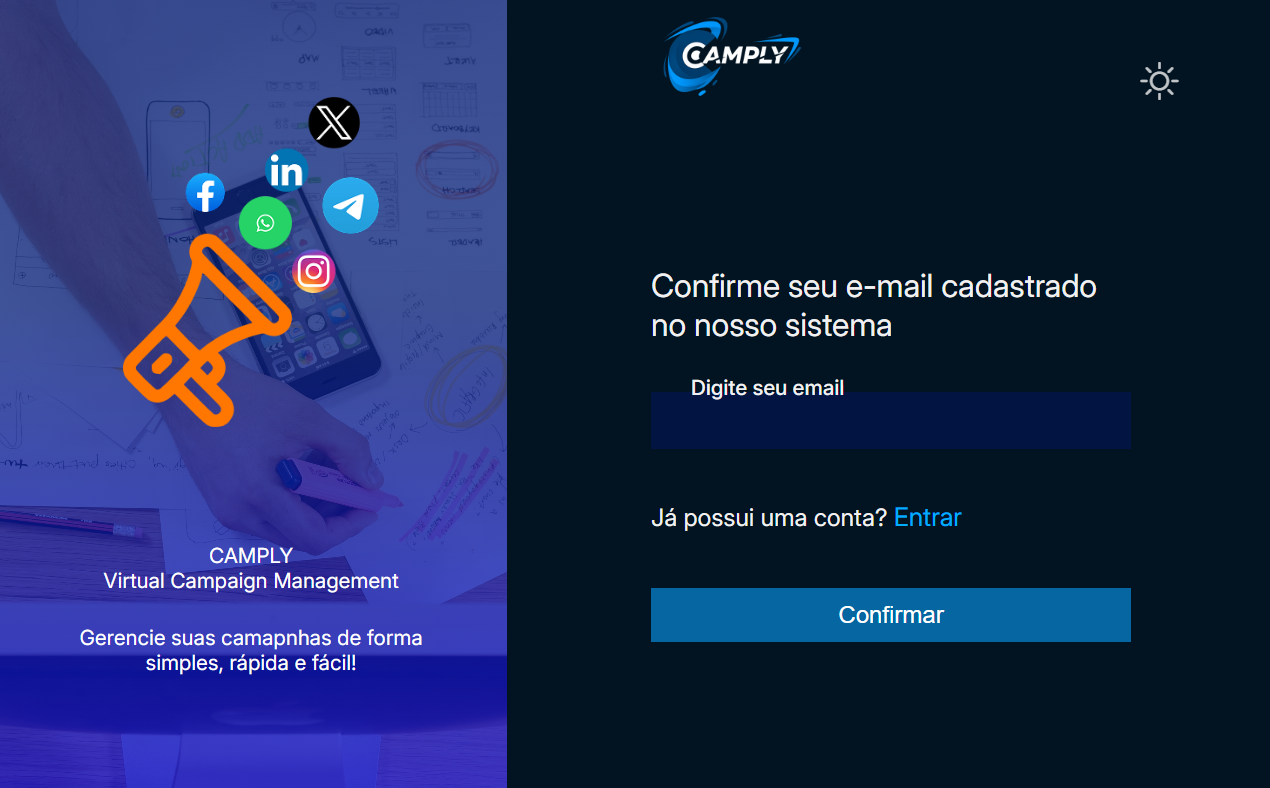 CAMPLY
Confirme seu e-mail cadastrado
no nosso sistema
Digite seu email
Já possui uma conta? Entrar
Confirmar
in
CAMPLY
Virtual Campaign Management
Gerencie suas camapnhas de forma
simples, rápida e fácil!